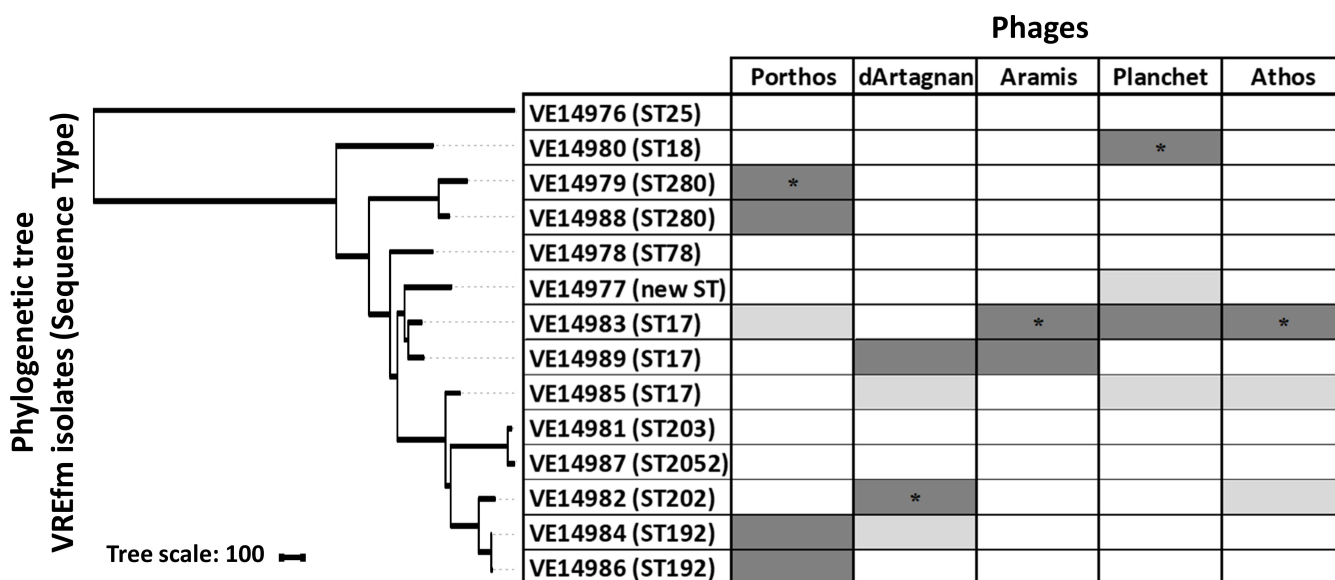 Phages
Porthos dArtagnan Aramis Planchet Athos
Phylogenetic tree
VREfm isolates (Sequence Type)
VE14976 (ST25)
VE14980 (ST18) *
VE14979 (ST280) *
VE14988 (ST280)
VE14978 (ST78)
VE14977 (new ST)
VE14983 (ST17) * *
VE14989 (ST17)
VE14985 (ST17)
VE14981 (ST203)
VE14987 (ST2052)
VE14982 (ST202) *
VE14984 (ST192)
VE14986 (ST192)
Tree scale: 100